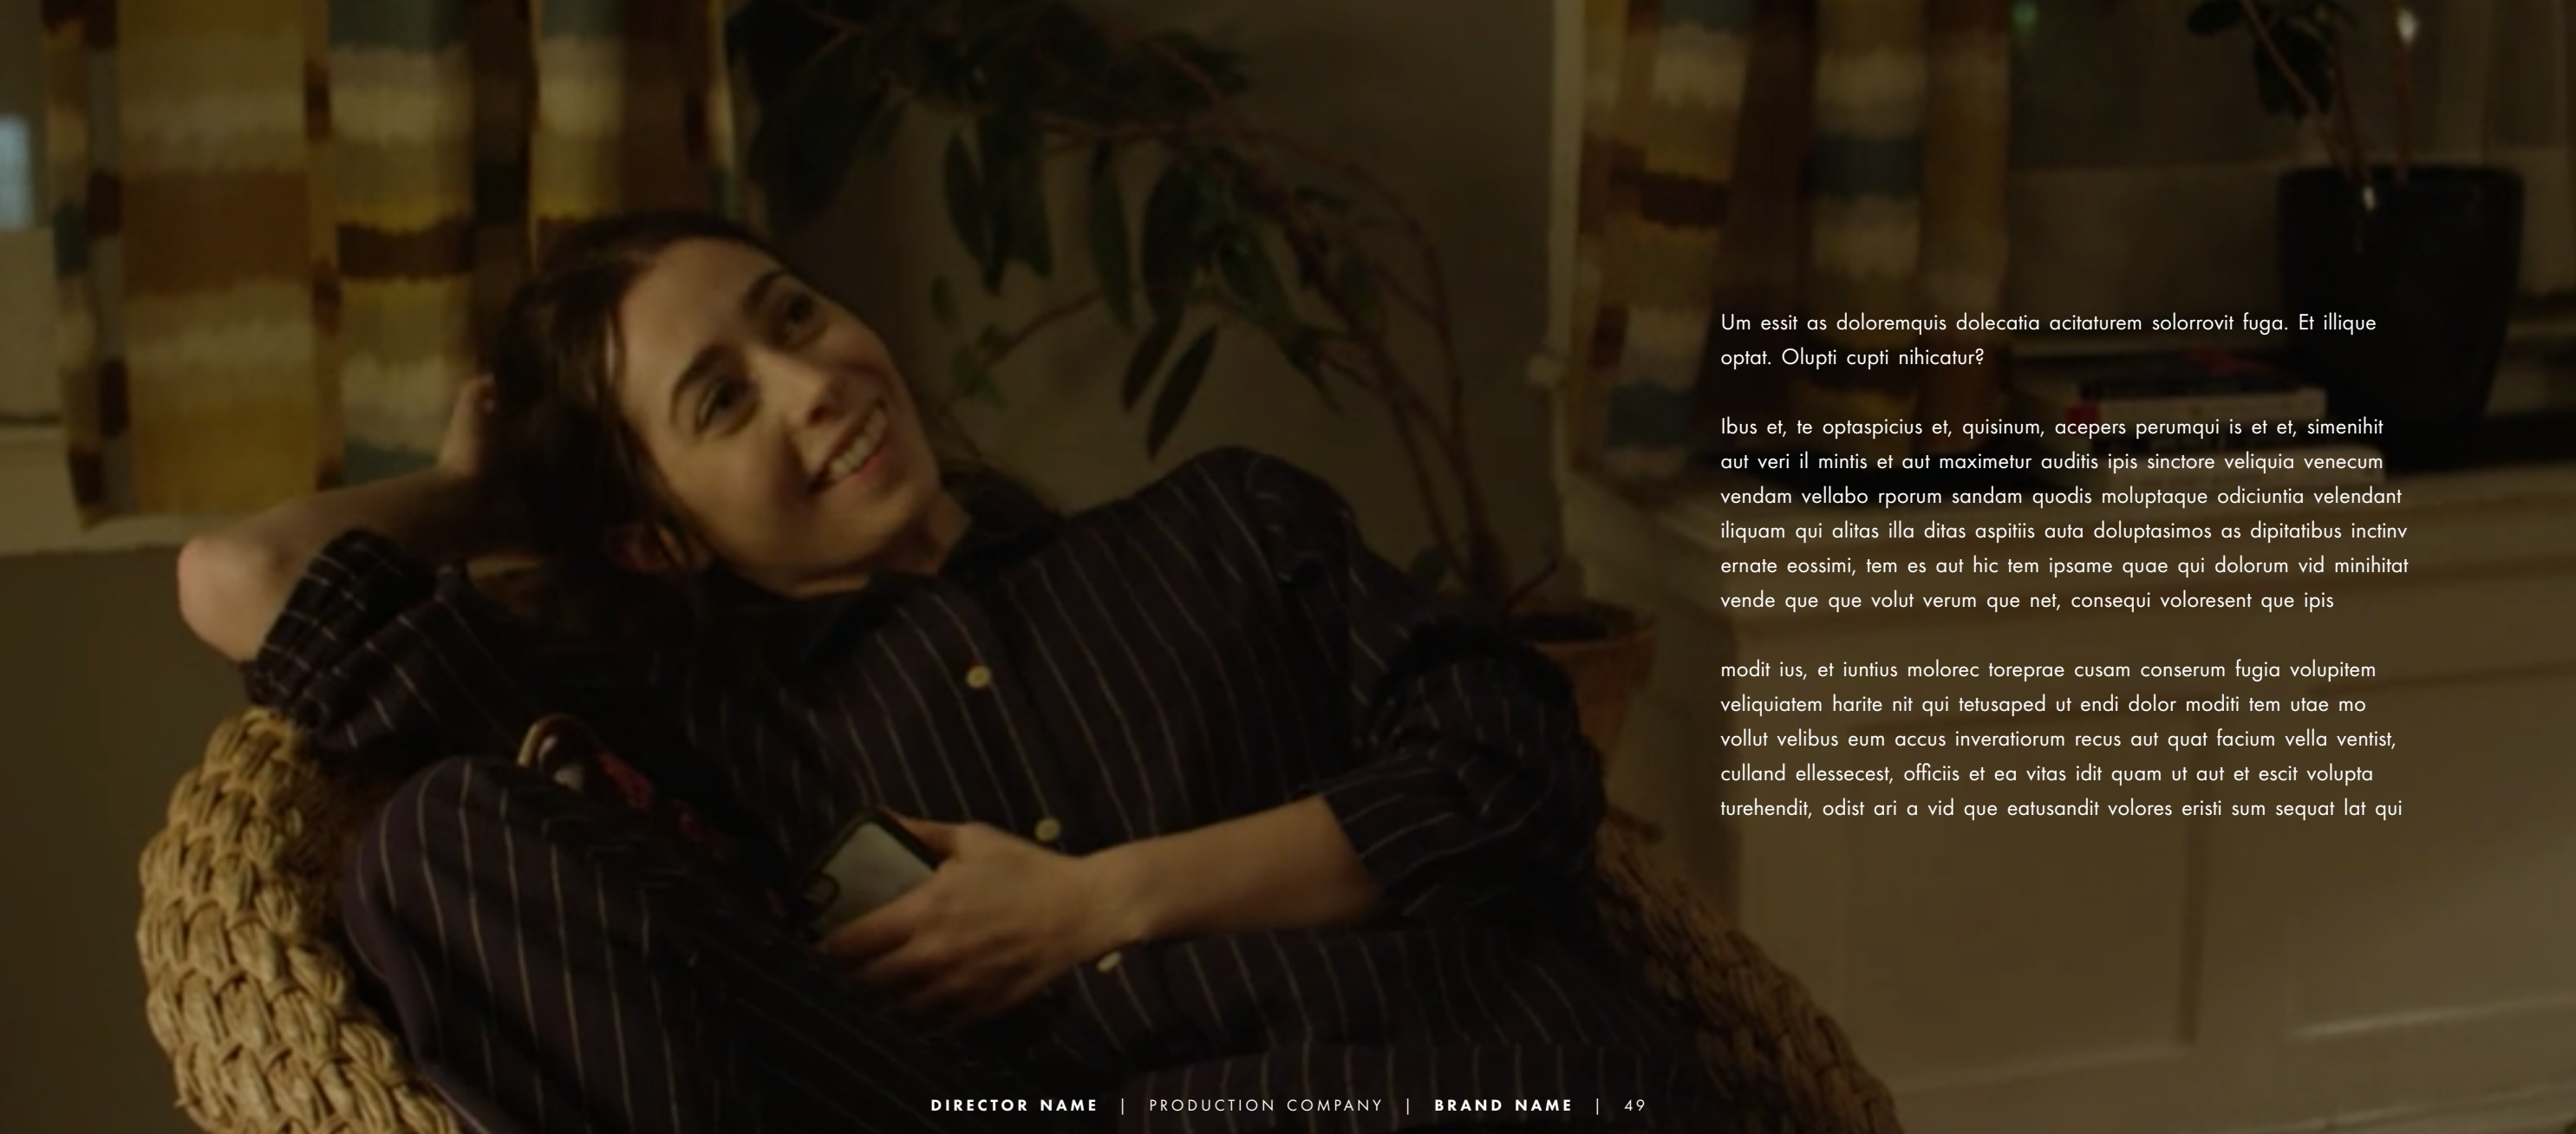 Um essit as doloremquis dolecatia acitaturem solorrovit fuga. Et illique
optat. Olupti cupti nihicatur?
Ibus et, te optaspicius et, quisinum, acepers perumqui is et et, simenihit
aut veri il mintis et aut maximetur auditis ipis sinctore veliquia venecum
vendam vellabo rporum sandam quodis moluptaque odiciuntia velendant
iliquam qui alitas illa ditas aspitiis auta doluptasimos as dipitatibus inctinv
ernate eossimi, tem es aut hic tem ipsame quae qui dolorum vid minihitat
vende que que volut verum que net, consequi voloresent que ipis
modit ius, et iuntius molorec toreprae cusam conserum fugia volupitem
veliquiatem harite nit qui tetusaped ut endi dolor moditi tem utae mo
vollut velibus eum accus inveratiorum recus aut quat facium vella ventist,
culland ellessecest, officiis et ea vitas idit quam ut aut et escit volupta
turehendit, odist ari a vid que eatusandit volores eristi sum sequat lat qui
DIRECTOR NAME | PRODUCTION COMPANY | BRAND NAME | 49